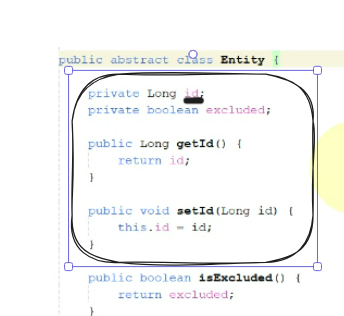 public abstract class Entity {
private Long id;
private boolean excluded;
public Long getId() {
return id;
}
public void setId(Long id) {
this.id = id;
}
public boolean isExcluded() {
return excluded;
}